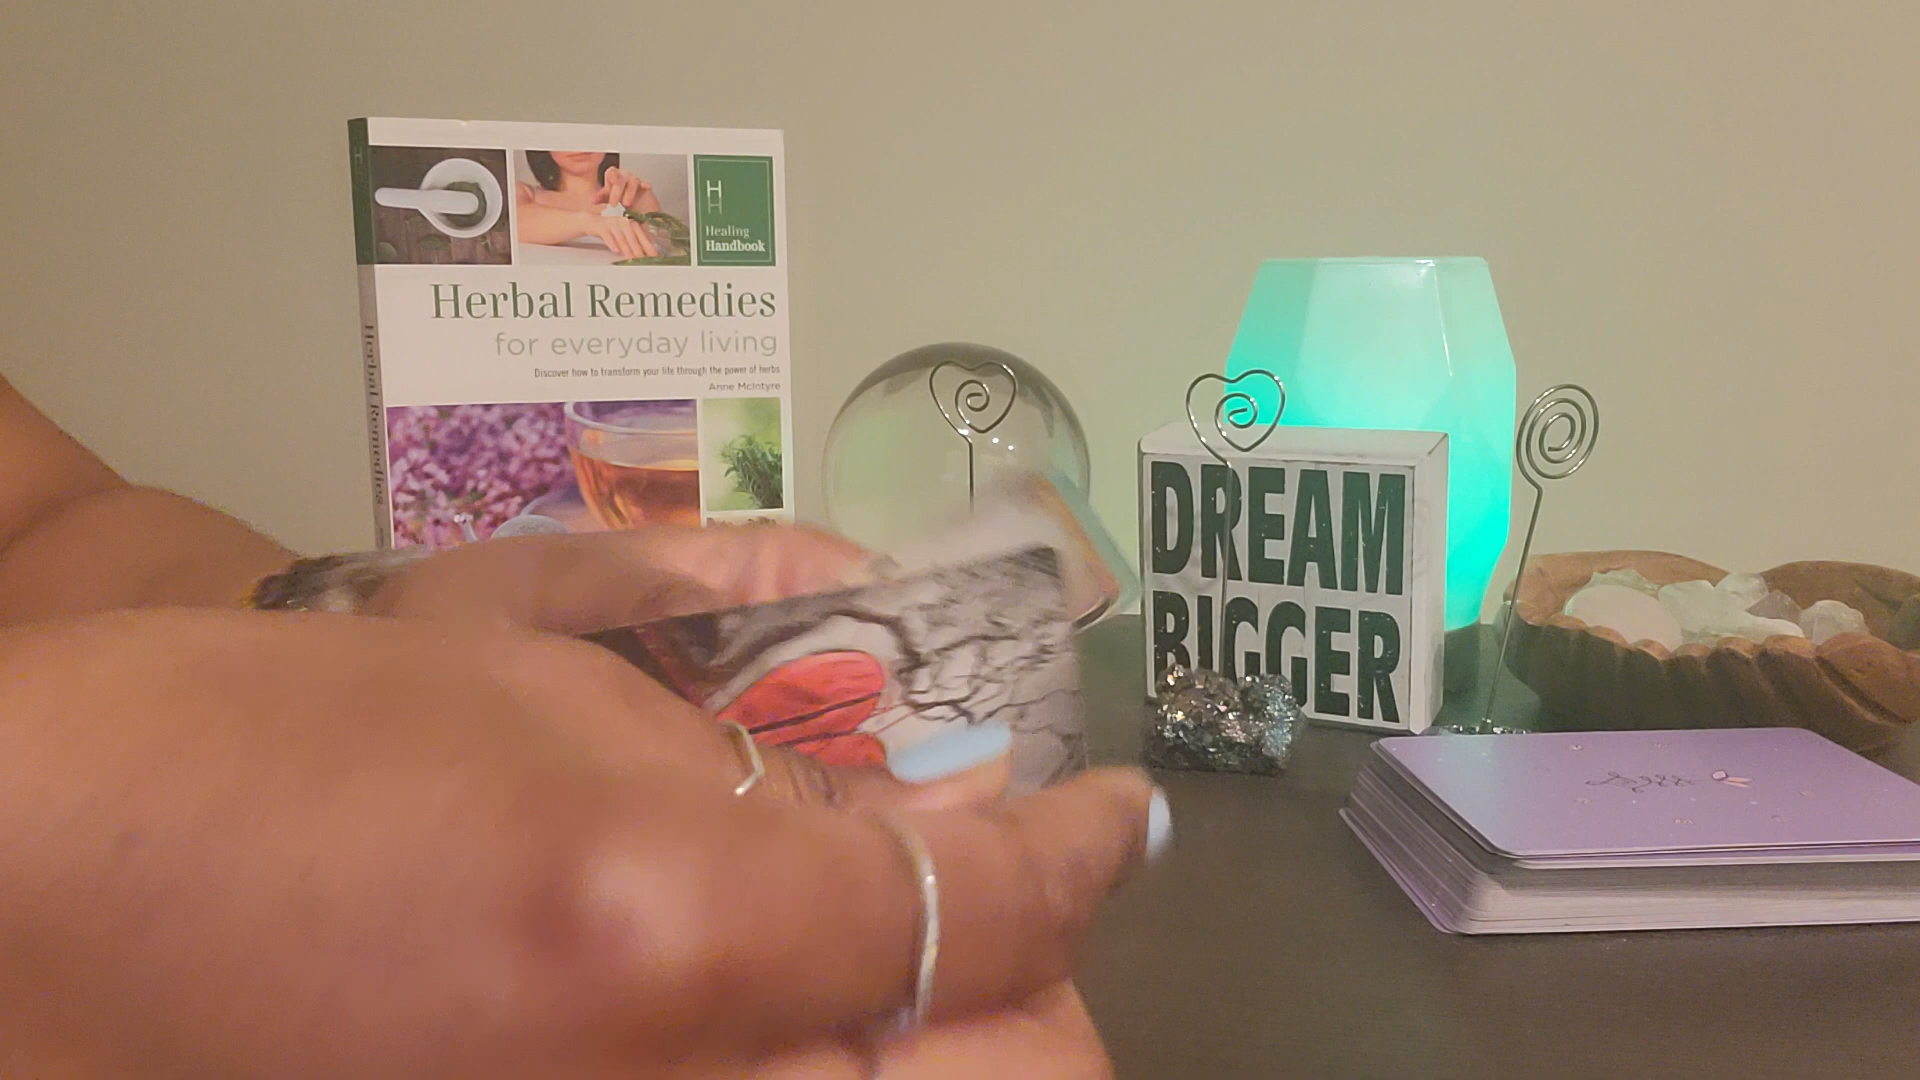 H
H
H
Healing
Handbook
Herbal Remedies
for everyday living
Discover how to transform your life through the power of herbs
Anne McIntyre
Herbal Remedies
DREAM
BIGGER